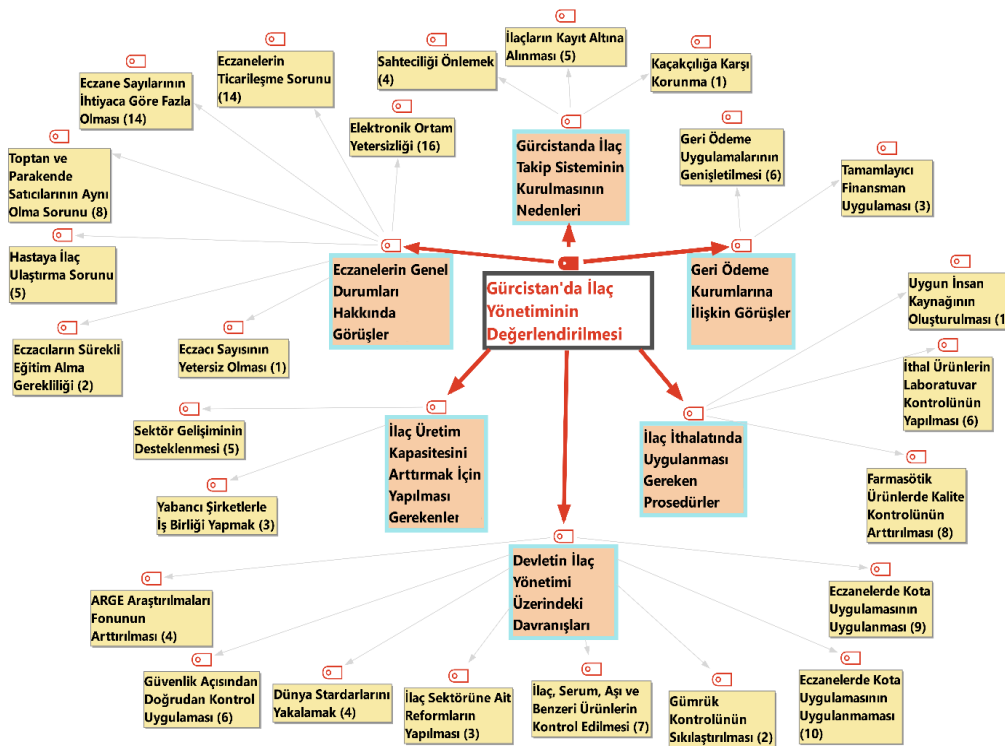 İlaçların Kayıt Altına
Alınması (5)
Eczanelerin
Ticarileşme Sorunu
(14)
Sahteciliği Önlemek
(4)
Kaçakçılığa Karşı
Korunma (1)
Eczane Sayılarının
İhtiyaca Göre Fazla
Olması (14)
Elektronik Ortam
Yetersizliği (16)
Toptan ve
Parakende
Satıcılarının Aynı
Olma Sorunu (8)
Gürcistanda İlaç
Takip Sisteminin
Kurulmasının
Nedenleri
Geri Ödeme
Uygulamalarının
Genişletilmesi (6)
Tamamlayıcı
Finansman
Uygulaması (3)
Hastaya İlaç
Ulaştırma Sorunu
(5)
Eczanelerin Genel
Durumları
Hakkında
Görüşler
Gürcistan'da İlaç
Yönetiminin
Değerlendirilmesi
Geri Ödeme
Kurumlarına
İlişkin Görüşler
Uygun İnsan
Kaynağının
Oluşturulması (1
Eczacıların Sürekli
Eğitim Alma
Gerekliliği (2)
Eczacı Sayısının
Yetersiz Olması (1)
İthal Ürünlerin
Laboratuvar
Kontrolünün
Yapılması (6)
Sektör Gelişiminin
Desteklenmesi (5)
İlaç Üretim
Kapasitesini
Arttırmak İçin
Yapılması
Gerekenler
İlaç İthalatında
Uygulanması
Gereken
Prosedürler
Yabancı Şirketlerle
İş Birliği Yapmak (3)
Farmasötik
Ürünlerde Kalite
Kontrolünün
Arttırılması (8)
Devletin İlaç
Yönetimi
Üzerindeki
Davranışları
ARGE Araştırılmaları
Fonunun
Arttırılması (4)
Eczanelerde Kota
Uygulamasının
Uygulanması (9)
Güvenlik Açısından
Doğrudan Kontrol
Uygulaması (6)
Dünya Stardarlarını
Yakalamak (4)
İlaç Sektörüne Ait
Reformların
Yapılması (3)
İlaç, Serum, Aşı ve
Benzeri Ürünlerin
Kontrol Edilmesi (7)
Gümrük
Kontrolünün
Sıkılaştırılması (2)
Eczanelerde Kota
Uygulamasının
Uygulanmaması
(10)